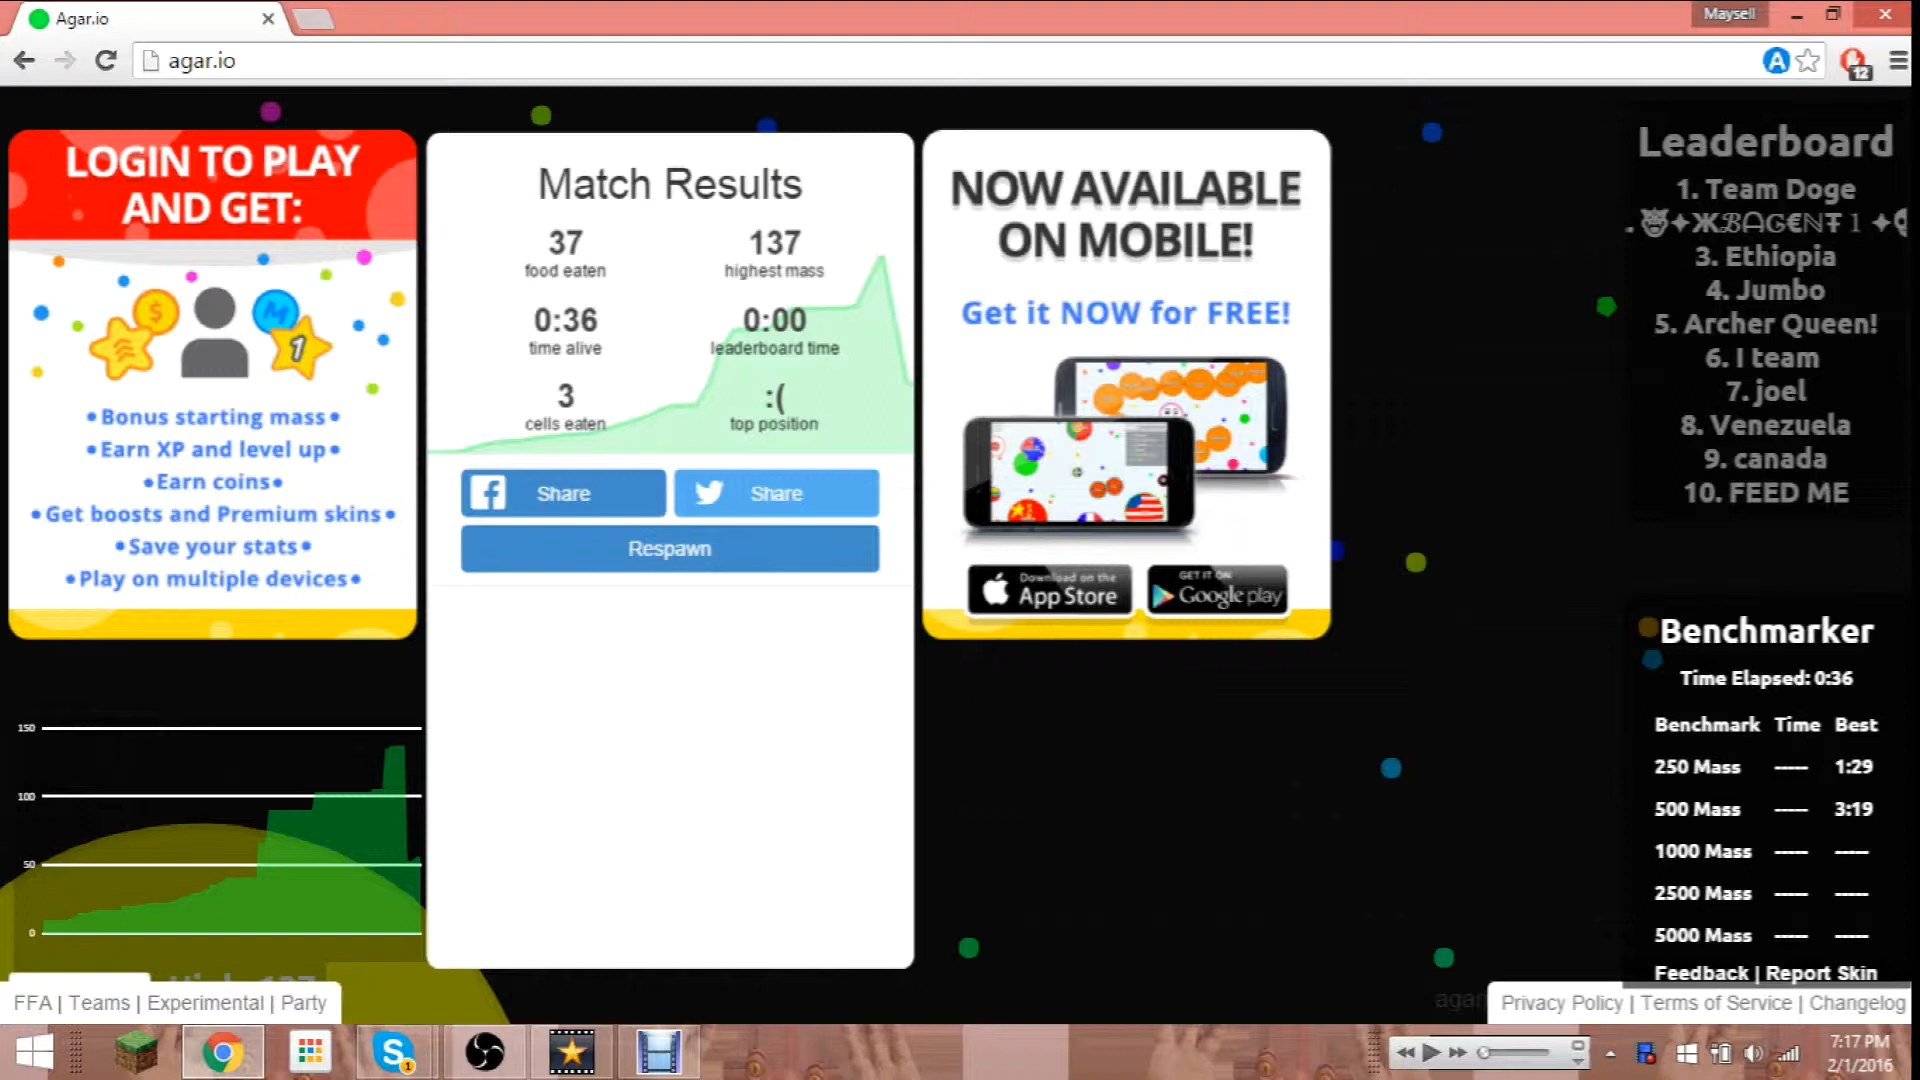 Agar.io
Maysell
agar.io
12
LOGIN TO PLAY
AND GET:
$
M
1
•Bonus starting mass•
•Earn XP and level up•
•Earn coins•
•Get boosts and Premium skins•
•Save your stats•
•Play on multiple devices•
Match Results
37
food eaten
137
highest mass
0:36
time alive
0:00
leaderboard time
3
cells eaten
:(
top position
Share
Share
Respawn
NOW AVAILABLE
ON MOBILE!
Get it NOW for FREE!
Download on the
App Store
GET IT ON
Google play
Leaderboard
1. Team Doge
3. Ethiopia
4. Jumbo
5. Archer Queen!
6. I team
7. joel
8. Venezuela
9. canada
10. FEED ME
Benchmarker
Time Elapsed: 0:36
Benchmark Time Best
250 Mass ----- 1:29
500 Mass ----- 3:19
1000 Mass ----- -----
2500 Mass ----- -----
5000 Mass ----- -----
Feedback | Report Skin
150
100
50
0
FFA | Teams | Experimental | Party
agar
Privacy Policy | Terms of Service | Changelog
S
1
7:17 PM
2/1/2016